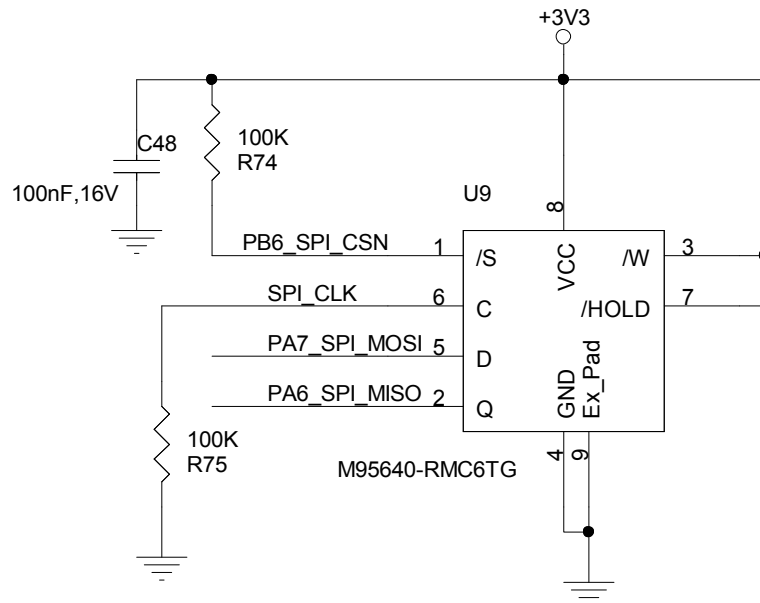 +3V3
C48
100nF,16V
100K
R74
U9
8
PB6_SPI_CSN 1 /S
VCC
/W 3
SPI_CLK 6 C
/HOLD 7
PA7_SPI_MOSI 5 D
PA6_SPI_MISO 2 Q
GND
Ex_Pad
100K
R75
4
9
M95640-RMC6TG